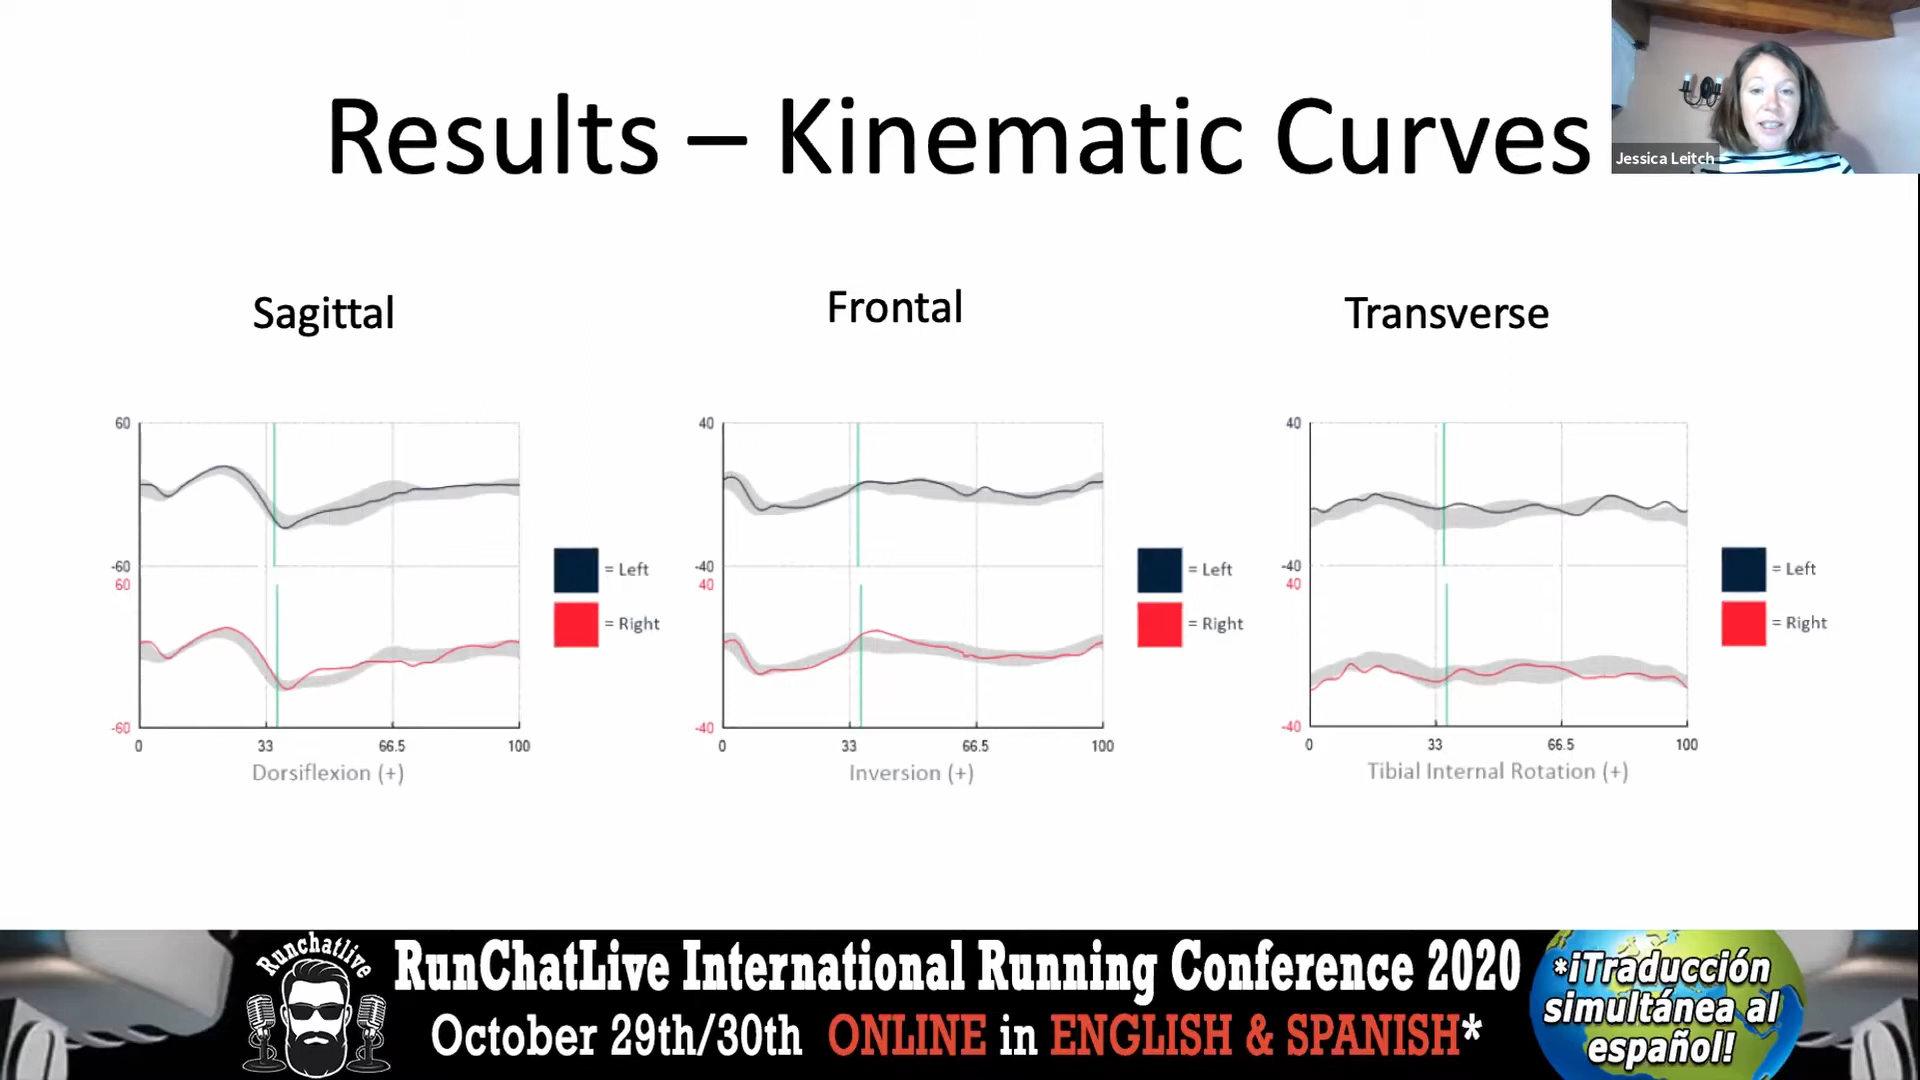 Results – Kinematic Curves
Jessica Leitch
Sagittal
Frontal
Transverse
60
-60
60
-60
0
33
66.5
100
Dorsiflexion (+)
= Left
= Right
40
-40
40
-40
0
33
66.5
100
Inversion (+)
= Left
= Right
40
-40
40
-40
0
33
66.5
100
Tibial Internal Rotation (+)
= Left
= Right
Runchatlive
RunChatLive International Running Conference 2020
October 29th/30th ONLINE in ENGLISH & SPANISH*
*¡Traducción
simultánea al
español!